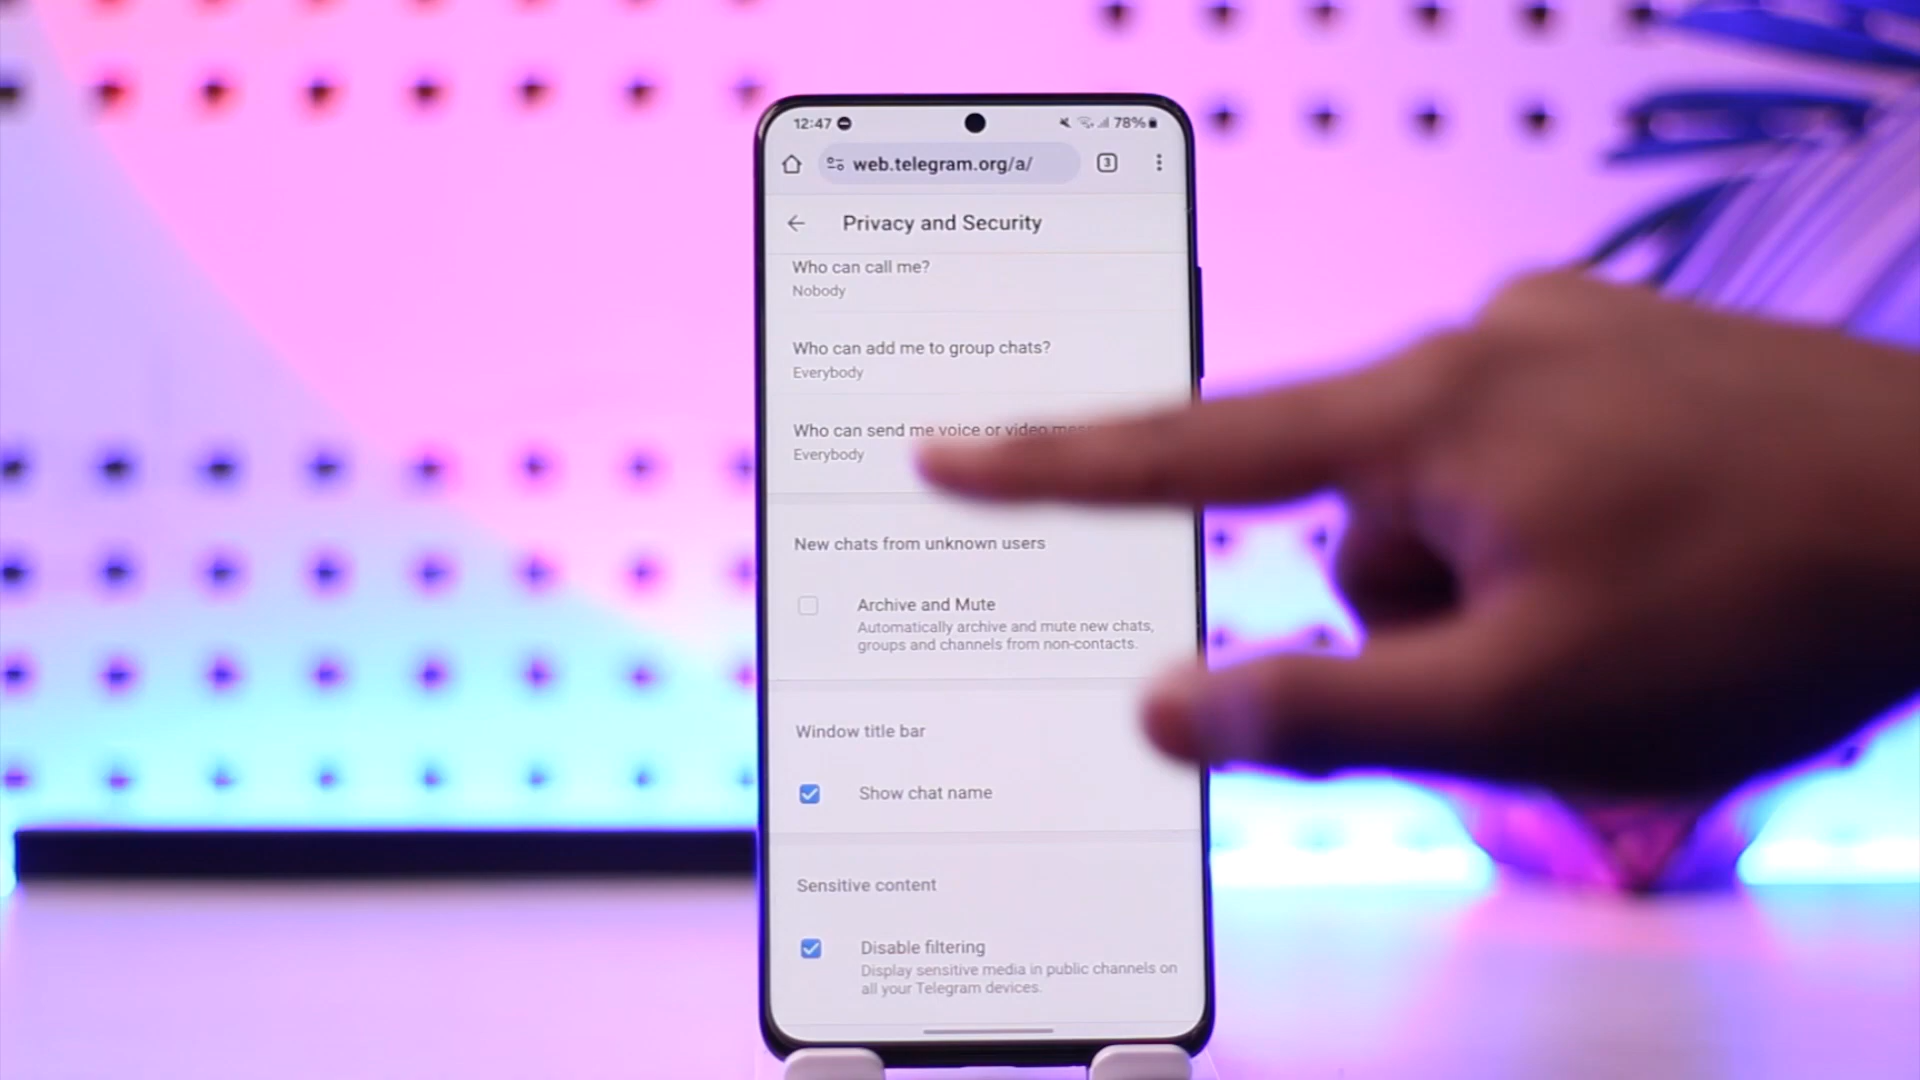 12:47
78%
web.telegram.org/a/
3
Privacy and Security
Who can call me?
Nobody
Who can add me to group chats?
Everybody
Who can send me voice or video
Everybody
New chats from unknown users
Archive and Mute
Automatically archive and mute new chats,
groups and channels from non-contacts.
Window title bar
Show chat name
Sensitive content
Disable filtering
Display sensitive media in public channels on
all your Telegram devices.